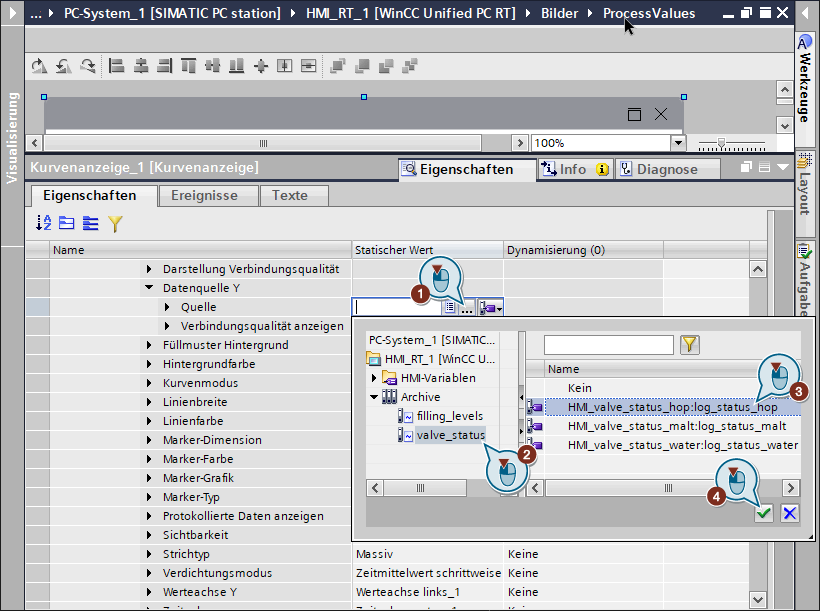 ... PC-System_1 [SIMATIC PC station] HMI_RT_1 [WinCC Unified PC RT] Bilder ProcessValues
Visualisierung
Werkzeuge
Layout
Aufgabe
100%
Kurvenanzeige_1 [Kurvenanzeige]
Eigenschaften Info Diagnose
Eigenschaften Ereignisse Texte
Name Statischer Wert Dynamisierung (0)
Darstellung Verbindungsqualität
Datenquelle Y
Quelle ...
Verbindungsqualität anzeigen
Füllmuster Hintergrund
Hintergrundfarbe
Kurvenmodus
Linienbreite
Linienfarbe
Marker-Dimension
Marker-Farbe
Marker-Grafik
Marker-Typ
Protokollierte Daten anzeigen
Sichtbarkeit
Strichtyp Massiv Keine
Verdichtungsmodus Zeitmittelwert schrittweise Keine
Werteachse Y Werteachse links_1 Keine
1
PC-System_1 [SIMATIC...
HMI_RT_1 [WinCC U...
HMI-Variablen
Archive
filling_levels
valve_status
2
Name
Kein
HMI_valve_status_hop:log_status_hop
HMI_valve_status_malt:log_status_malt
HMI_valve_status_water:log_status_water
3
4